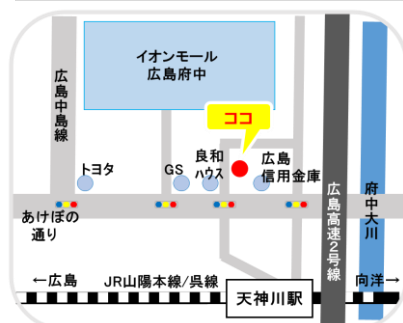 イオンモール
広島府中
広島中島線
ココ
トヨタ
GS
良和
ハウス
広島
信用金庫
あけぼの
通り
広島高速2号線
府中大川
←広島
JR山陽本線/呉線
天神川駅
向洋→